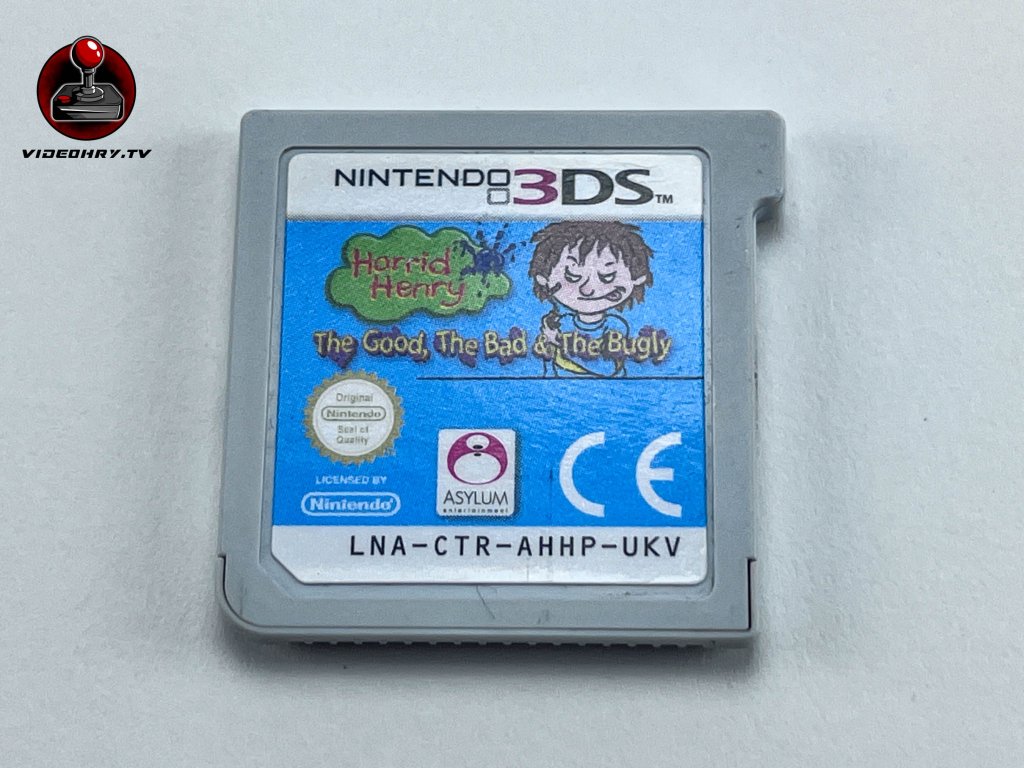 VIDEOHRY.TV
NINTENDO 3DS™
Horrid
Henry
The Good, The Bad & The Bugly
Original
Nintendo
Seal of
Quality
LICENSED BY
Nintendo
ASYLUM
entertainment
CE
LNA-CTR-AHHP-UKV